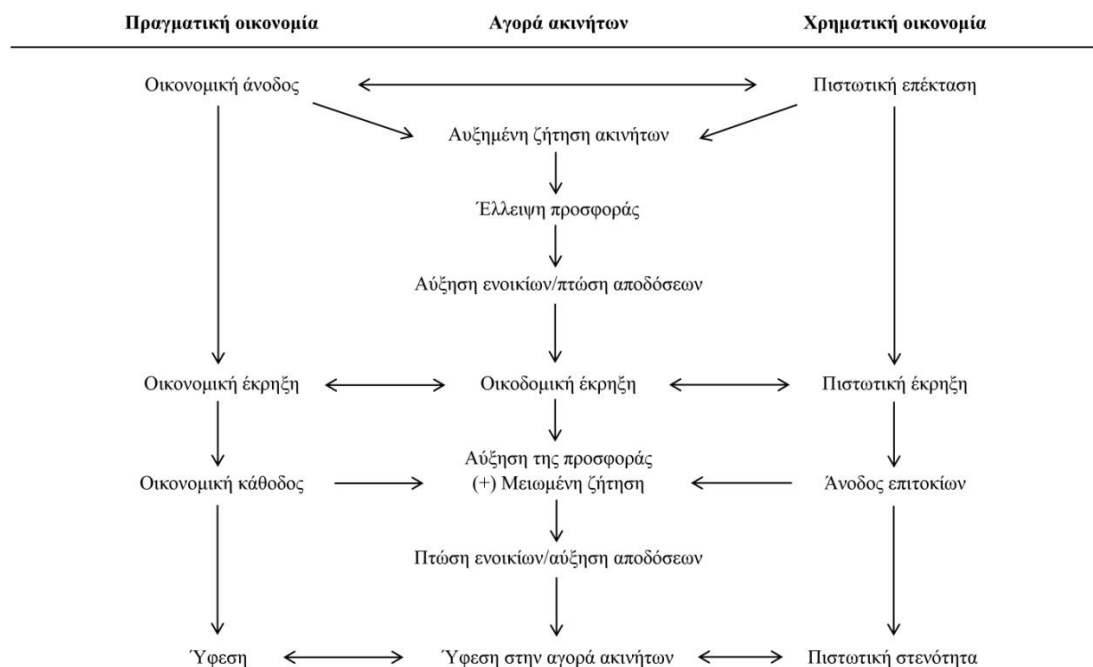 Πραγματική οικονομία Αγορά ακινήτων Χρηματική οικονομία
Οικονομική άνοδος Πιστωτική επέκταση
Αυξημένη ζήτηση ακινήτων
Έλλειψη προσφοράς
Αύξηση ενοικίων/πτώση αποδόσεων
Οικονομική έκρηξη Οικοδομική έκρηξη Πιστωτική έκρηξη
Αύξηση της προσφοράς
Οικονομική κάθοδος (+) Μειωμένη ζήτηση Άνοδος επιτοκίων
Πτώση ενοικίων/αύξηση αποδόσεων
Ύφεση Ύφεση στην αγορά ακινήτων Πιστωτική στενότητα